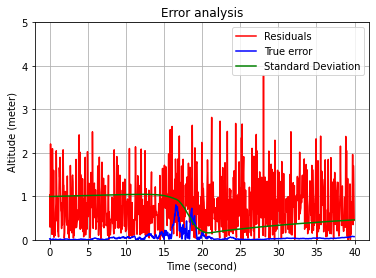 Error analysis
Residuals
True error
Standard Deviation
Altitude (meter)
5
4
3
2
1
0
0 5 10 15 20 25 30 35 40
Time (second)